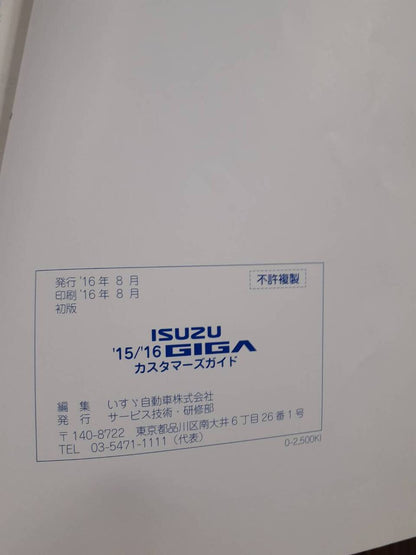 発行 '16年 8月
不許複製
印刷 '16年 8月
初版
ISUZU
'15/'16 GIGA
カスタマーズガイド
編集 いすゞ自動車株式会社
発行 サービス技術・研修部
〒140-8722 東京都品川区南大井6丁目26番1号
TEL 03-5471-1111（代表）
0-2,500KI